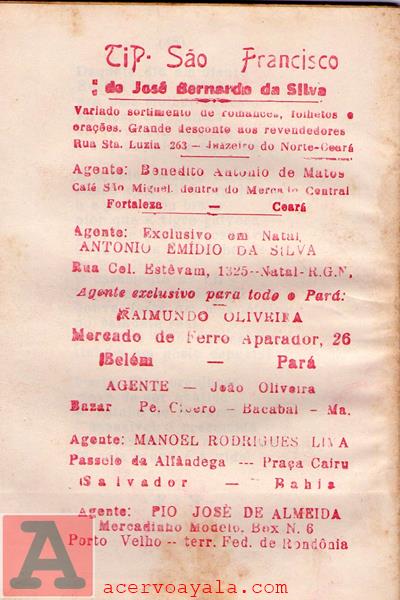 TIP. São Francisco
de José Bernardo da Silva
Variado sortimento de romances, folhetos e
orações. Grande desconto aos revendedores
Rua Sta. Luzia 263 — Juazeiro do Norte-Ceará
Agente: Benedito Antonio de Matos
Café São Miguel, dentro do Mercado Central
Fortaleza — Ceará
Agente: Exclusivo em Natal,
ANTONIO EMÍDIO DA SILVA
Rua Cel. Estêvam, 1325--Natal-R.G.N.
Agente exclusivo para todo o Pará:
RAIMUNDO OLIVEIRA
Mercado de Ferro Aparador, 26
Belém — Pará
AGENTE — João Oliveira
Bazar Pe. Cicero — Bacabal — Ma.
Agente: MANOEL RODRIGUES
Passeio da Alfândega --- Praça Cairu
Salvador — Bahia
Agente: PIO JOSÉ DE ALMEIDA
Mercadinho Modelo, Box N. 6
Porto Velho -- terr. Fed. de Rondônia
A
acervoayala.com